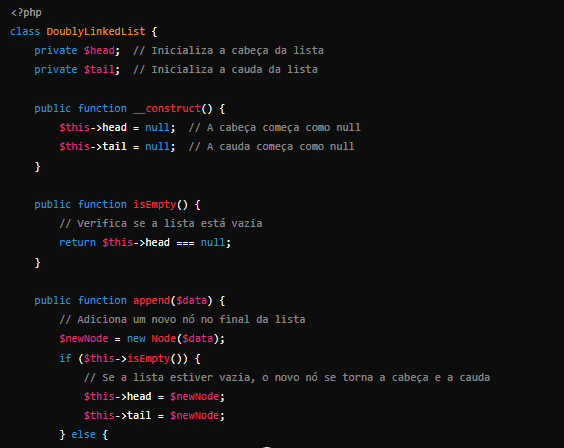 <?php
class DoublyLinkedList {
    private $head;  // Inicializa a cabeça da lista
    private $tail;  // Inicializa a cauda da lista
    public function __construct() {
        $this->head = null;  // A cabeça começa como null
        $this->tail = null;  // A cauda começa como null
    }
    public function isEmpty() {
        // Verifica se a lista está vazia
        return $this->head === null;
    }
    public function append($data) {
        // Adiciona um novo nó no final da lista
        $newNode = new Node($data);
        if ($this->isEmpty()) {
            // Se a lista estiver vazia, o novo nó se torna a cabeça e a cauda
            $this->head = $newNode;
            $this->tail = $newNode;
        } else {